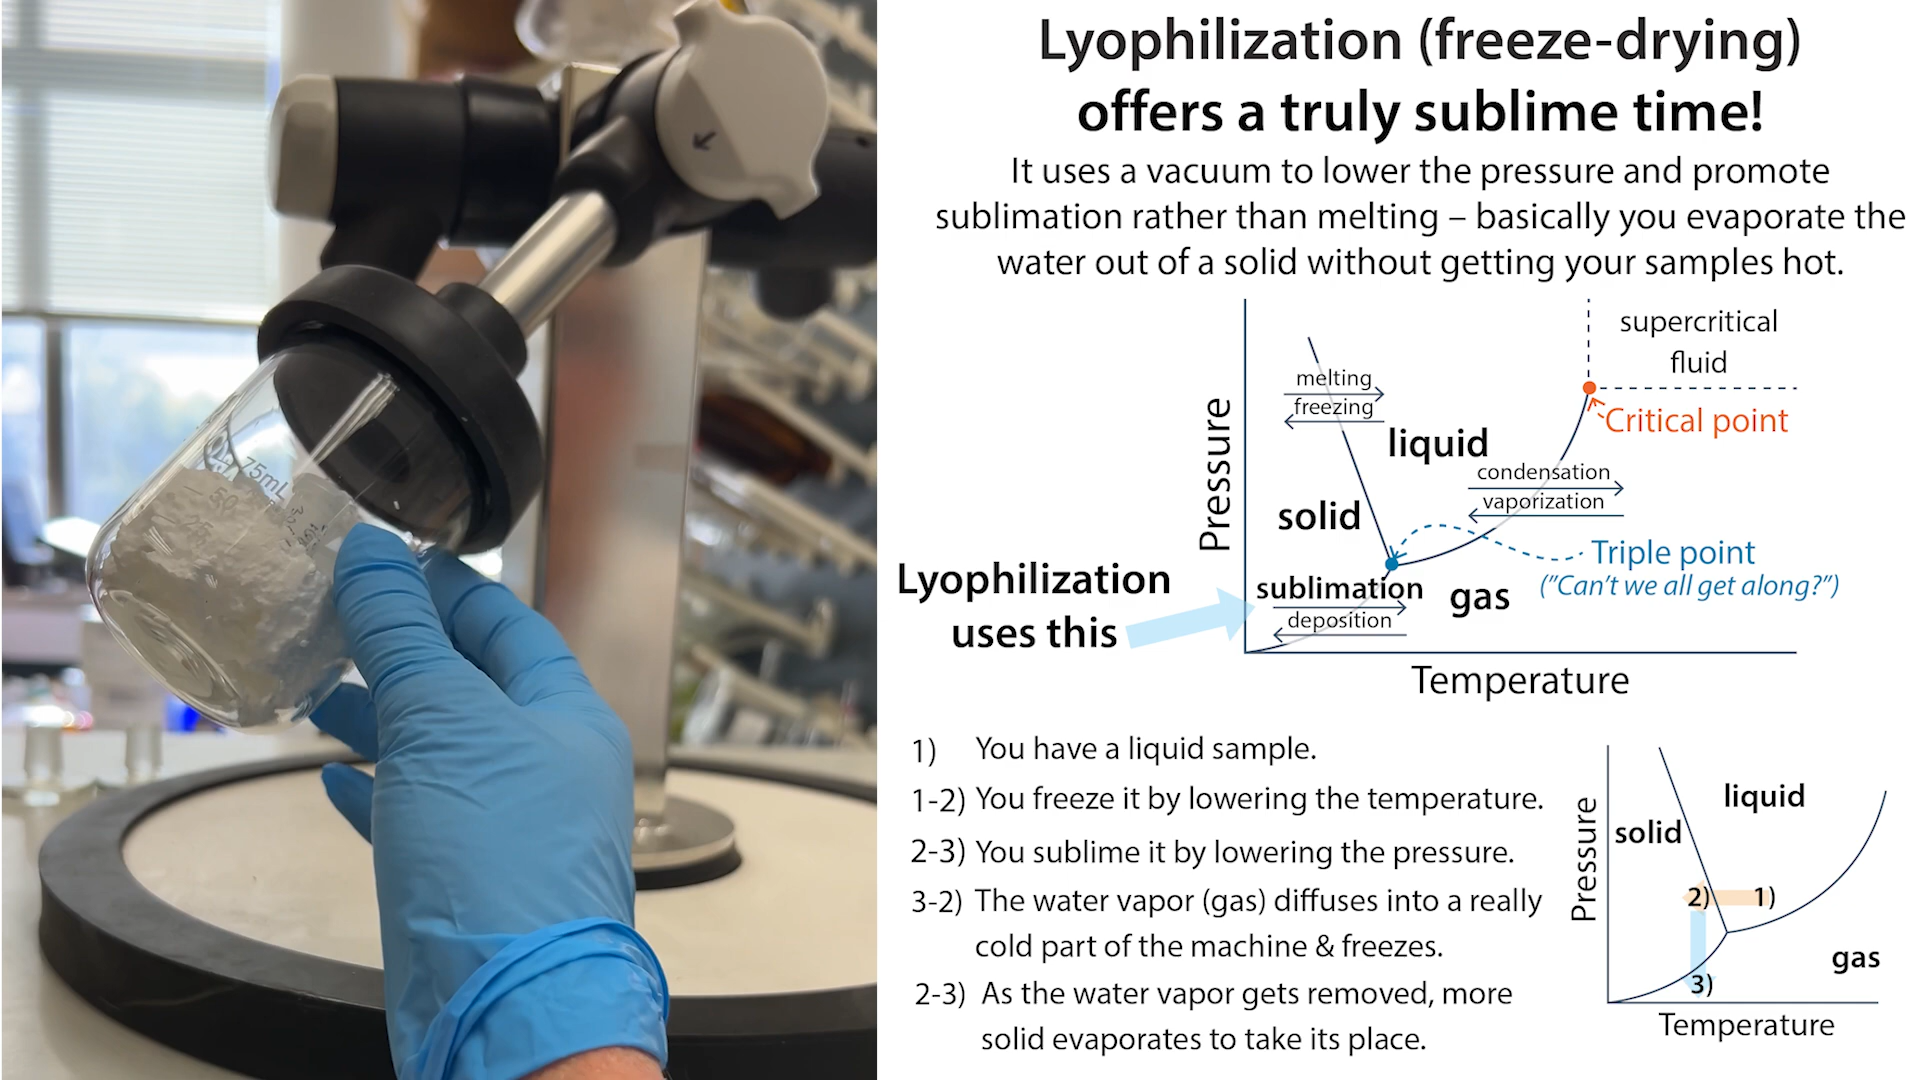 Lyophilization (freeze-drying)
offers a truly sublime time!
It uses a vacuum to lower the pressure and promote
sublimation rather than melting – basically you evaporate the
water out of a solid without getting your samples hot.
supercritical
fluid
melting
freezing
Critical point
liquid
condensation
vaporization
Pressure
solid
Triple point
("Can't we all get along?")
Lyophilization
uses this
sublimation
deposition
gas
Temperature
1) You have a liquid sample.
1-2) You freeze it by lowering the temperature.
2-3) You sublime it by lowering the pressure.
3-2) The water vapor (gas) diffuses into a really
cold part of the machine & freezes.
2-3) As the water vapor gets removed, more
solid evaporates to take its place.
liquid
solid
Pressure
2) 1)
gas
3)
Temperature
75mL
50
25